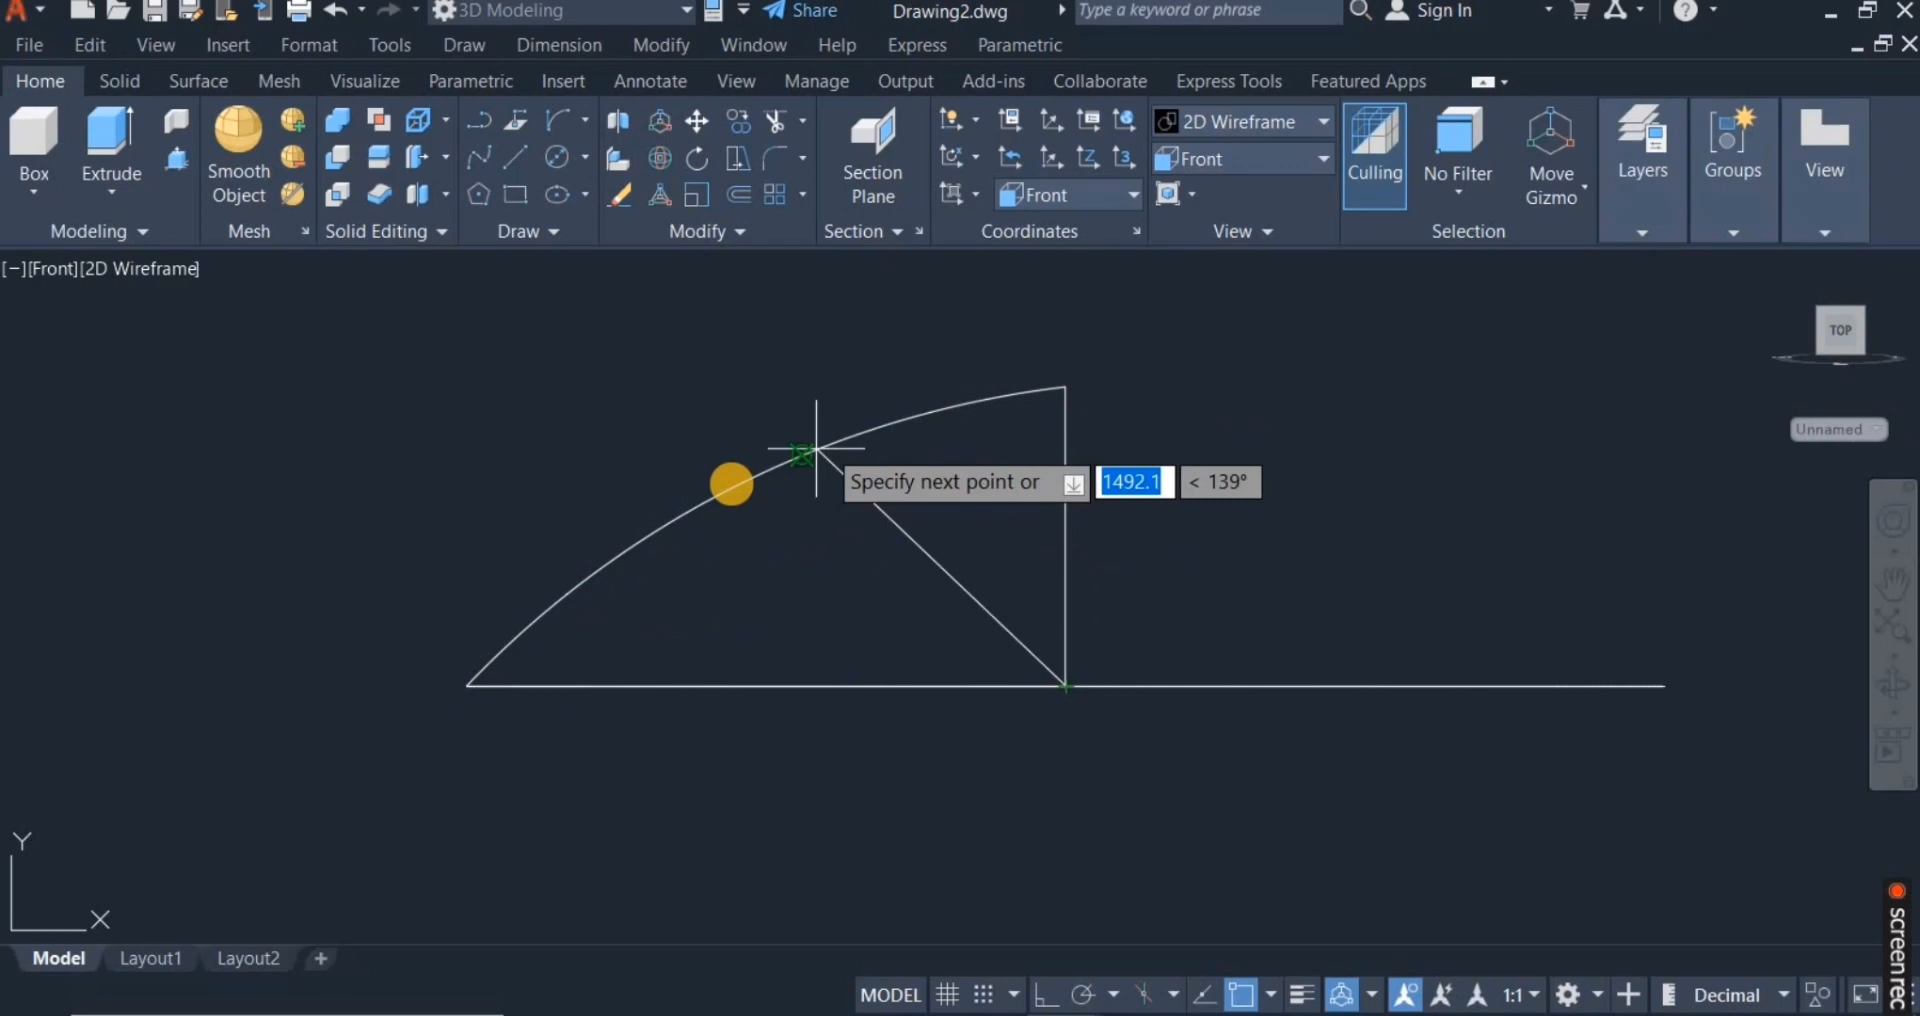 3D Modeling Share Drawing2.dwg Type a keyword or phrase Sign In
File Edit View Insert Format Tools Draw Dimension Modify Window Help Express Parametric
Home Solid Surface Mesh Visualize Parametric Insert Annotate View Manage Output Add-ins Collaborate Express Tools Featured Apps
2D Wireframe
Front
Box Extrude Smooth Object Section Plane Front Culling No Filter Move Gizmo Layers Groups View
Modeling Mesh Solid Editing Draw Modify Section Coordinates View Selection
[−][Front][2D Wireframe]
TOP
Unnamed
Specify next point or 1492.1 < 139°
Y
X
Model Layout1 Layout2 +
MODEL 1:1 Decimal
screenrec